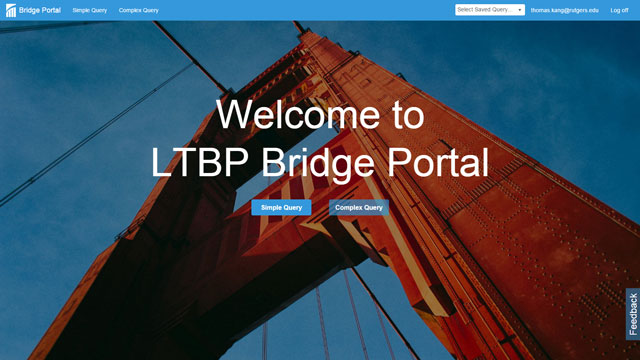 Bridge Portal
Simple Query
Complex Query
Select Saved Query...
thomas.kang@rutgers.edu
Log off
Welcome to
LTBP Bridge Portal
Simple Query
Complex Query
Feedback